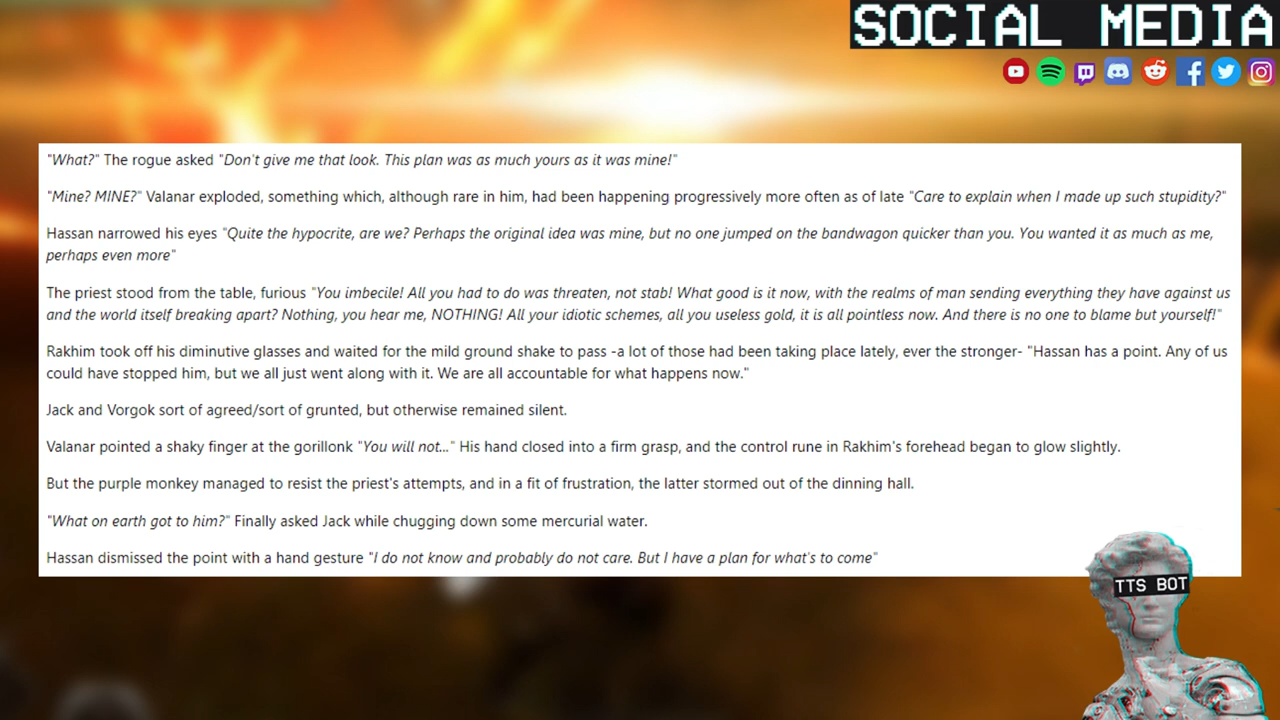 SOCIAL MEDIA
"What?" The rogue asked "Don't give me that look. This plan was as much yours as it was mine!"
"Mine? MINE?" Valanar exploded, something which, although rare in him, had been happening progressively more often as of late "Care to explain when I made up such stupidity?"
Hassan narrowed his eyes "Quite the hypocrite, are we? Perhaps the original idea was mine, but no one jumped on the bandwagon quicker than you. You wanted it as much as me,
perhaps even more"
The priest stood from the table, furious "You imbecile! All you had to do was threaten, not stab! What good is it now, with the realms of man sending everything they have against us
and the world itself breaking apart? Nothing, you hear me, NOTHING! All your idiotic schemes, all you useless gold, it is all pointless now. And there is no one to blame but yourself!"
Rakhim took off his diminutive glasses and waited for the mild ground shake to pass -a lot of those had been taking place lately, ever the stronger- "Hassan has a point. Any of us
could have stopped him, but we all just went along with it. We are all accountable for what happens now."
Jack and Vorgok sort of agreed/sort of grunted, but otherwise remained silent.
Valanar pointed a shaky finger at the gorillonk "You will not..." His hand closed into a firm grasp, and the control rune in Rakhim's forehead began to glow slightly.
But the purple monkey managed to resist the priest's attempts, and in a fit of frustration, the latter stormed out of the dinning hall.
"What on earth got to him?" Finally asked Jack while chugging down some mercurial water.
Hassan dismissed the point with a hand gesture "I do not know and probably do not care. But I have a plan for what's to come"
TTS BOT